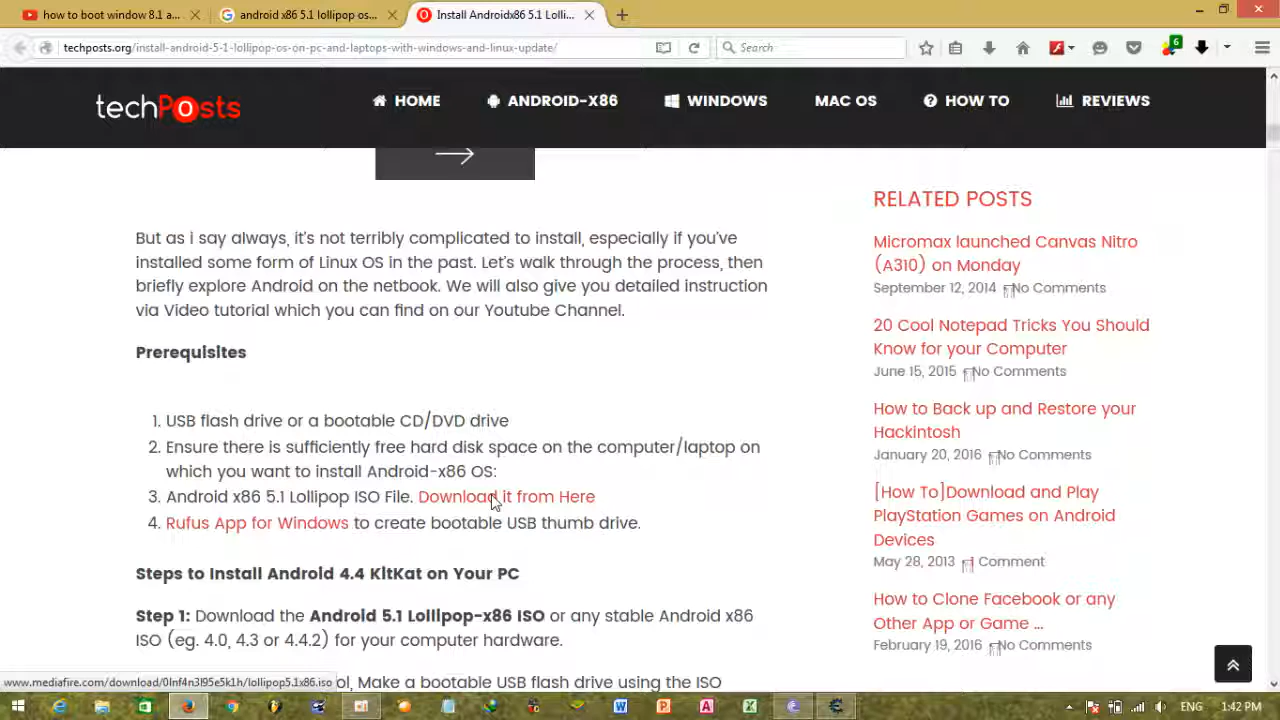 how to boot window 8.1 a...
android x86 5.1 lollipop os...
Install Androidx86 5.1 Lolli...
techposts.org/install-android-5-1-lollipop-os-on-pc-and-laptops-with-windows-and-linux-update/
Search
6
techPosts
HOME
ANDROID-X86
WINDOWS
MAC OS
HOW TO
REVIEWS
But as i say always, it's not terribly complicated to install, especially if you've
installed some form of Linux OS in the past. Let's walk through the process, then
briefly explore Android on the netbook. We will also give you detailed instruction
via Video tutorial which you can find on our Youtube Channel.
Prerequisites
1. USB flash drive or a bootable CD/DVD drive
2. Ensure there is sufficiently free hard disk space on the computer/laptop on
which you want to install Android-x86 OS:
3. Android x86 5.1 Lollipop ISO File. Download it from Here
4. Rufus App for Windows to create bootable USB thumb drive.
Steps to Install Android 4.4 KitKat on Your PC
Step 1: Download the Android 5.1 Lollipop-x86 ISO or any stable Android x86
ISO (eg. 4.0, 4.3 or 4.4.2) for your computer hardware.
ol, Make a bootable USB flash drive using the ISO
RELATED POSTS
Micromax launched Canvas Nitro
(A310) on Monday
September 12, 2014 No Comments
20 Cool Notepad Tricks You Should
Know for your Computer
June 15, 2015 No Comments
How to Back up and Restore your
Hackintosh
January 20, 2016 No Comments
[How To]Download and Play
PlayStation Games on Android
Devices
May 28, 2013 1 Comment
How to Clone Facebook or any
Other App or Game ...
February 19, 2016 No Comments
www.mediafire.com/download/0lnf4n3l95e5k1h/lollipop5.1x86.iso
ENG
1:42 PM